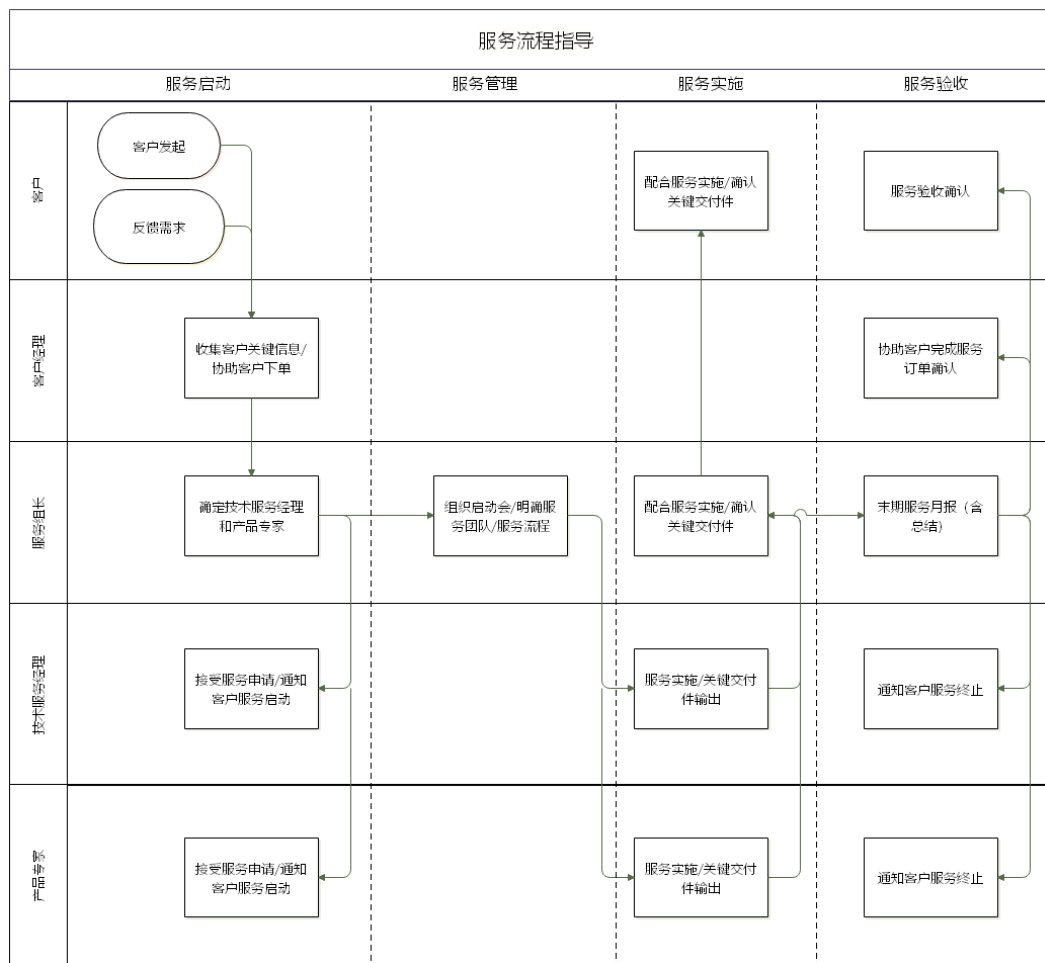 服务流程指导
服务启动
服务管理
服务实施
服务验收
客户
客户发起
反馈需求
配合服务实施/确认
关键交付件
服务验收确认
客户经理
收集客户关键信息/
协助客户下单
协助客户完成服务
订单确认
服务组长
确定技术服务经理
和产品专家
组织启动会/明确服
务团队/服务流程
配合服务实施/确认
关键交付件
末期服务月报（含
总结）
技术服务经理
接受服务申请/通知
客户服务启动
服务实施/关键交付
件输出
通知客户服务终止
产品专家
接受服务申请/通知
客户服务启动
服务实施/关键交付
件输出
通知客户服务终止